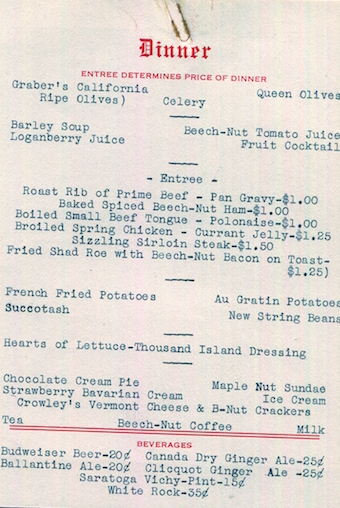 Dinner
ENTREE DETERMINES PRICE OF DINNER
Graber's California Queen Olives
Ripe Olives) Celery
Barley Soup Beech-Nut Tomato Juice
Loganberry Juice Fruit Cocktail
- Entree -
Roast Rib of Prime Beef - Pan Gravy-$1.00
Baked Spiced Beech-Nut Ham-$1.00
Boiled Small Beef Tongue - Polonaise-$1.00
Broiled Spring Chicken - Currant Jelly-$1.25
Sizzling Sirloin Steak-$1.50
Fried Shad Roe with Beech-Nut Bacon on Toast-
$1.25)
French Fried Potatoes Au Gratin Potatoes
Succotash New String Beans
Hearts of Lettuce-Thousand Island Dressing
Chocolate Cream Pie Maple Nut Sundae
Strawberry Bavarian Cream Ice Cream
Crowley's Vermont Cheese & B-Nut Crackers
Tea Beech-Nut Coffee Milk
BEVERAGES
Budweiser Beer-20¢ Canada Dry Ginger Ale-25¢
Ballantine Ale-20¢ Clicquot Ginger Ale -25¢
Saratoga Vichy-Pint-15¢
White Rock-35¢